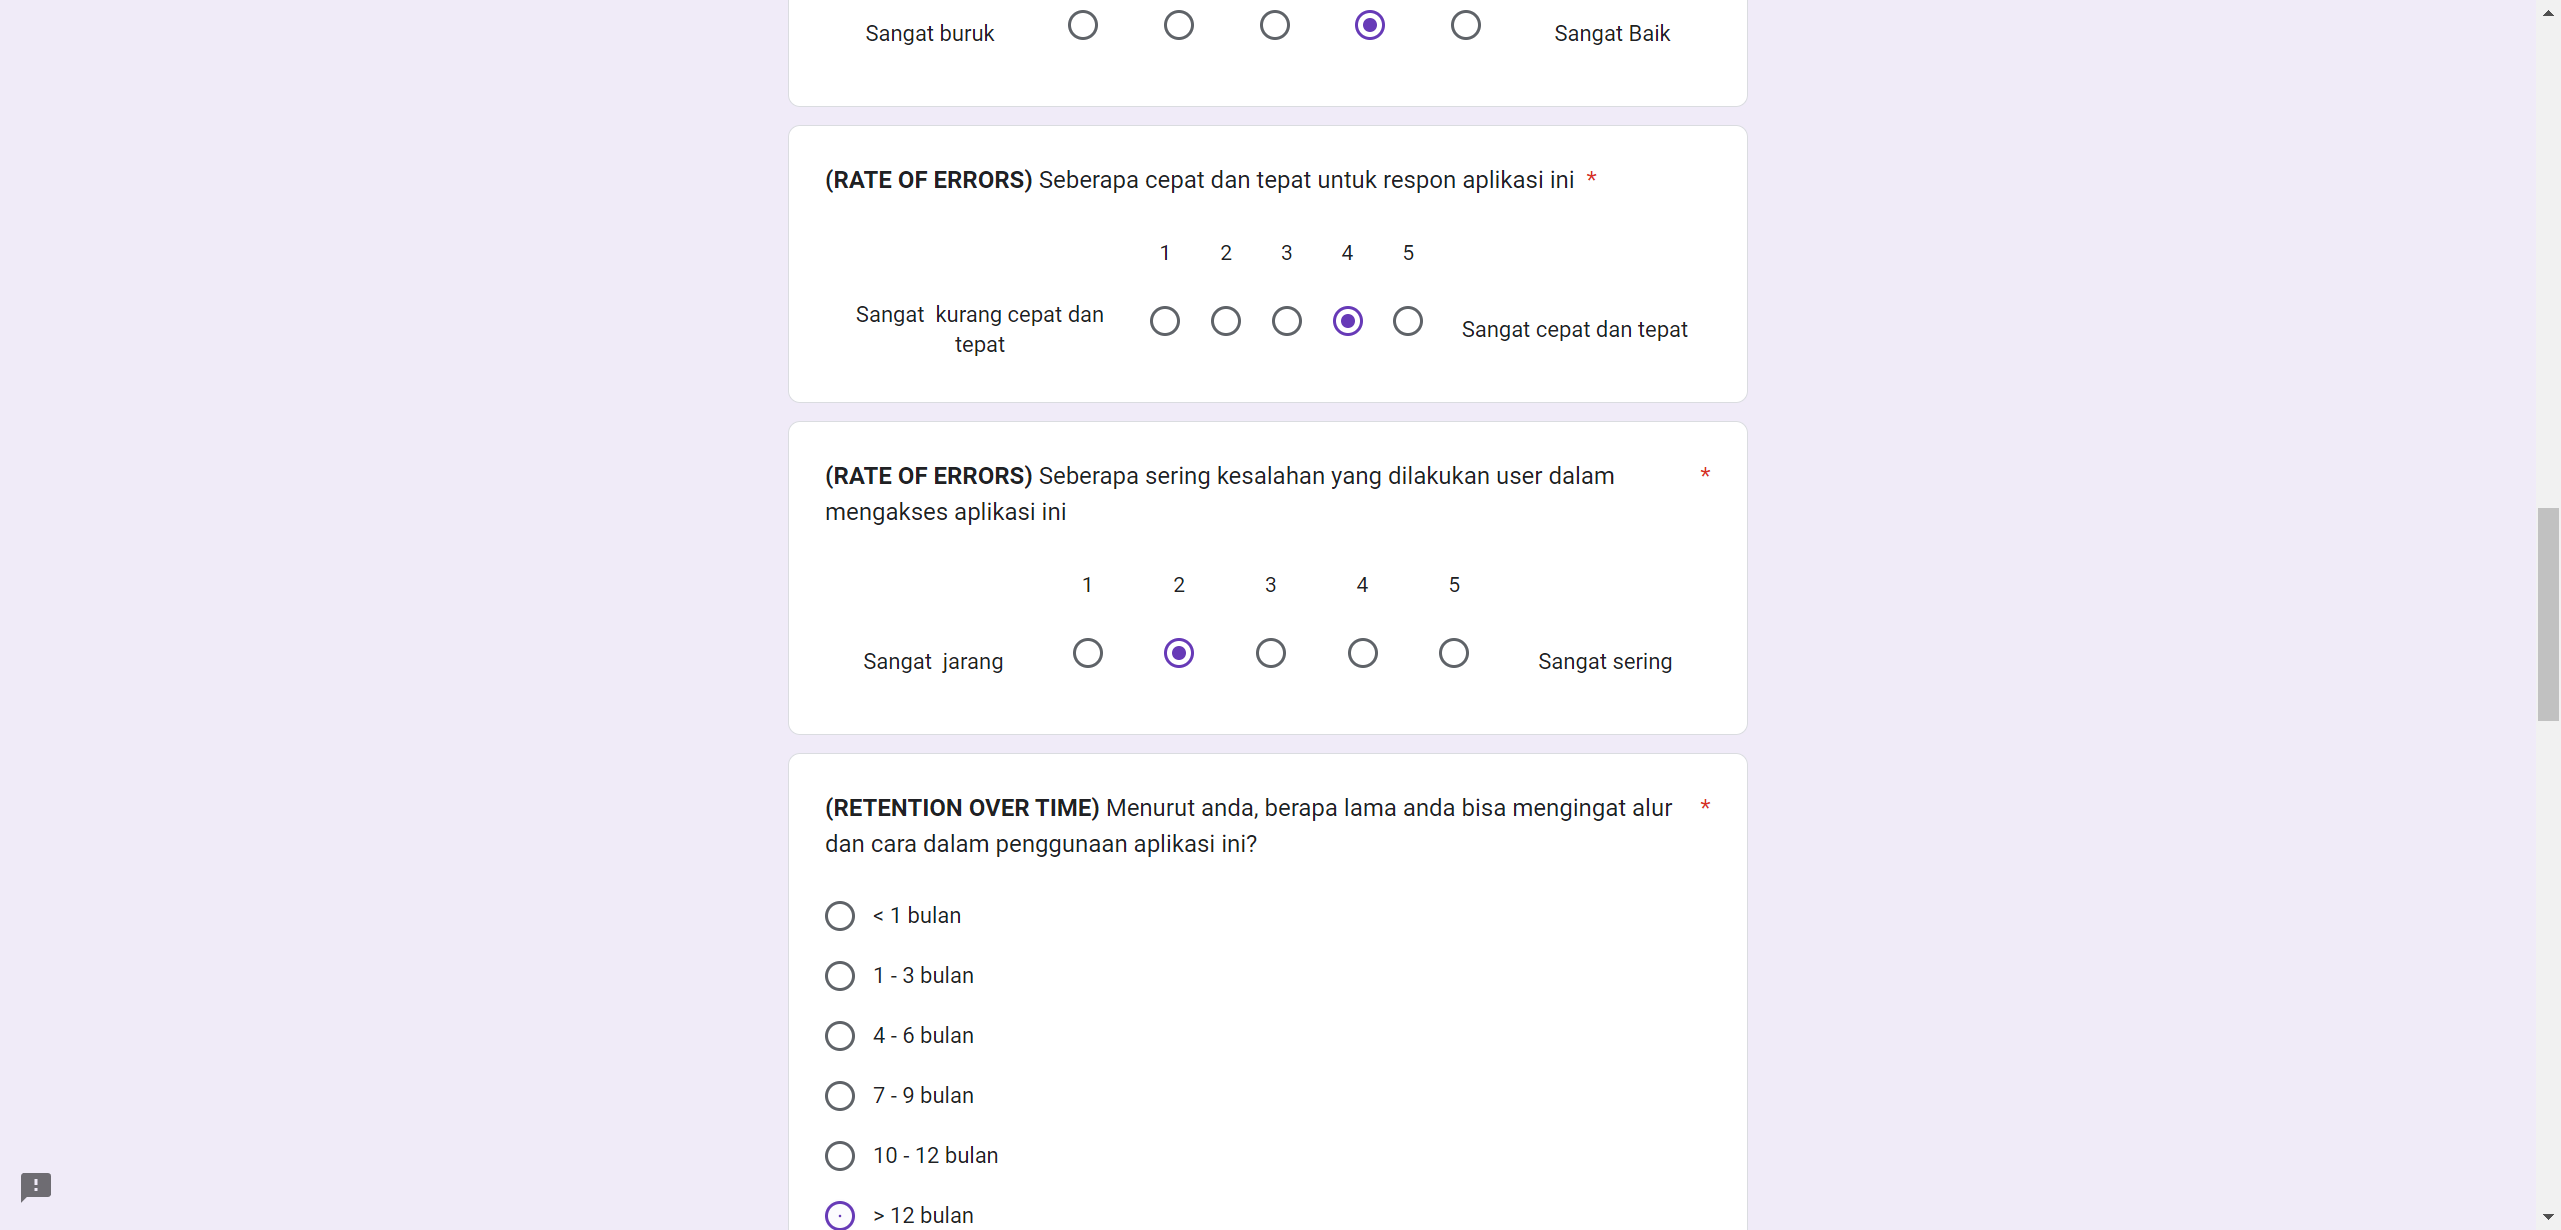 Sangat buruk Sangat Baik
(RATE OF ERRORS) Seberapa cepat dan tepat untuk respon aplikasi ini *
1 2 3 4 5
Sangat kurang cepat dan
tepat
Sangat cepat dan tepat
(RATE OF ERRORS) Seberapa sering kesalahan yang dilakukan user dalam *
mengakses aplikasi ini
1 2 3 4 5
Sangat jarang Sangat sering
(RETENTION OVER TIME) Menurut anda, berapa lama anda bisa mengingat alur *
dan cara dalam penggunaan aplikasi ini?
< 1 bulan
1 - 3 bulan
4 - 6 bulan
7 - 9 bulan
10 - 12 bulan
> 12 bulan